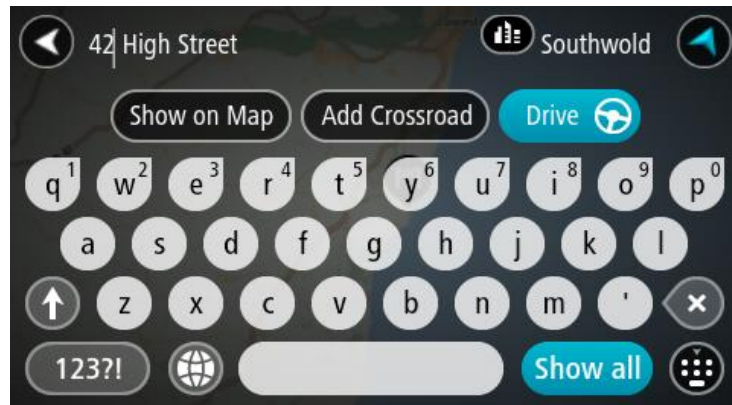 42 High Street Southwold
Show on Map Add Crossroad Drive
q1 w2 e3 r4 t5 y6 u7 i8 o9 p0
a s d f g h j k l
z x c v b n m '
123?! Show all